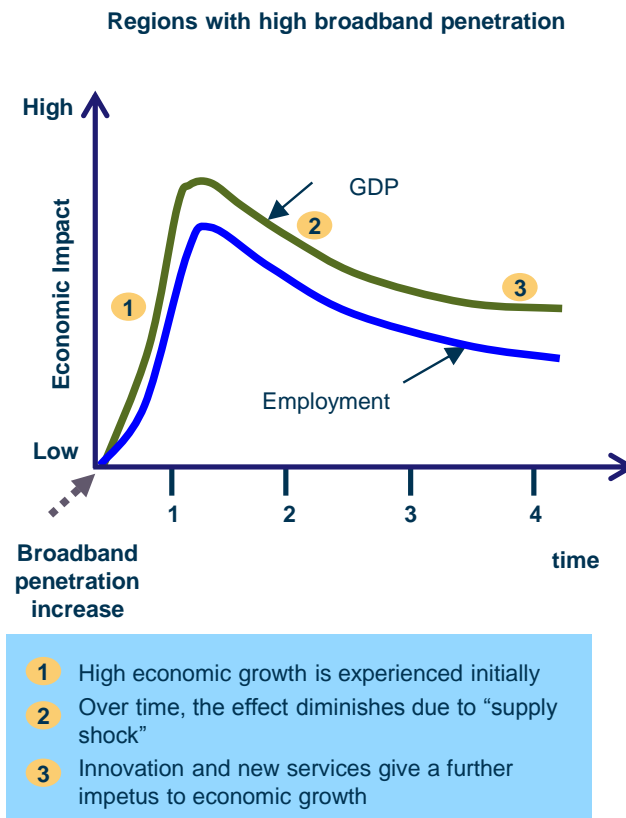 Regions with high broadband penetration
High
GDP
2
1
3
Economic Impact
Employment
Low
1 2 3 4
Broadband
penetration
increase
time
1 High economic growth is experienced initially
2 Over time, the effect diminishes due to “supply
shock”
3 Innovation and new services give a further
impetus to economic growth